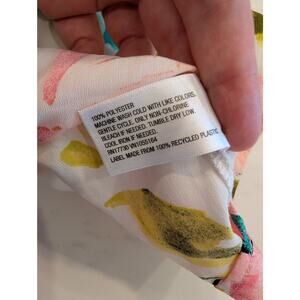 100% POLYESTER
MACHINE WASH COLD WITH LIKE COLORS.
GENTLE CYCLE. ONLY NON-CHLORINE
BLEACH IF NEEDED. TUMBLE DRY LOW.
COOL IRON IF NEEDED.
RN17730 VN1055164
LABEL MADE FROM 100% RECYCLED PLASTIC